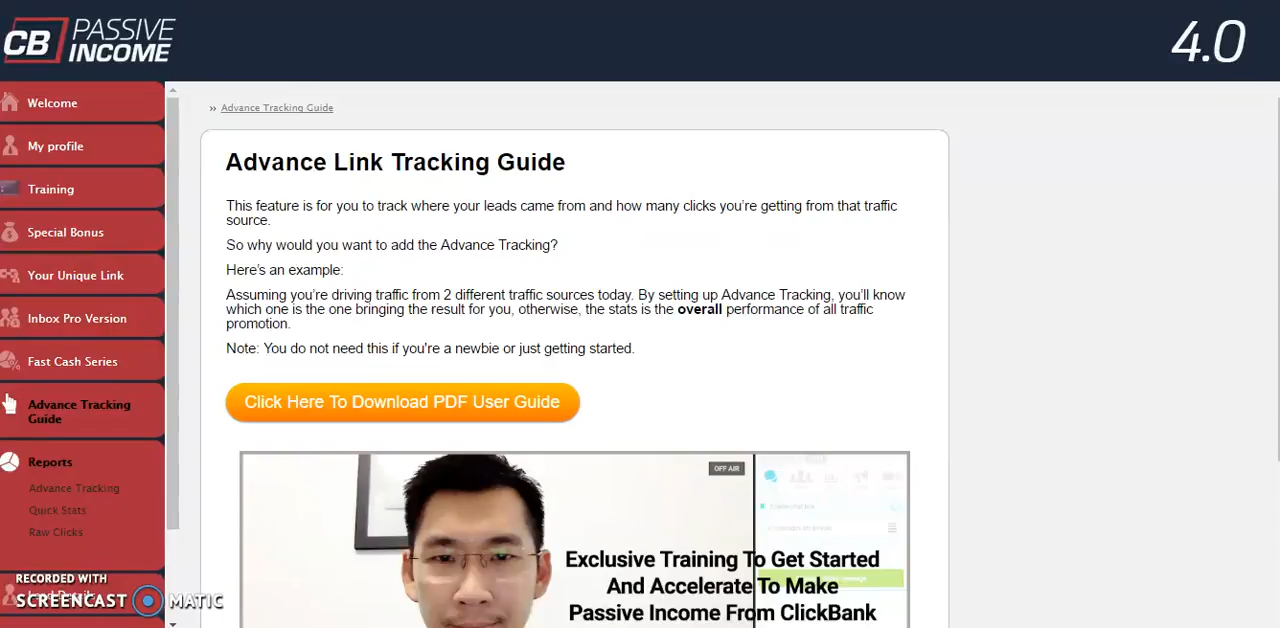 CB PASSIVE
INCOME
4.0
Welcome
My profile
Training
Special Bonus
Your Unique Link
Inbox Pro Version
Fast Cash Series
Advance Tracking
Guide
Reports
Advance Tracking
Quick Stats
Raw Clicks
RECORDED WITH
SCREENCAST MATIC
›› Advance Tracking Guide
Advance Link Tracking Guide
This feature is for you to track where your leads came from and how many clicks you’re getting from that traffic
source.
So why would you want to add the Advance Tracking?
Here’s an example:
Assuming you’re driving traffic from 2 different traffic sources today. By setting up Advance Tracking, you’ll know
which one is the one bringing the result for you, otherwise, the stats is the overall performance of all traffic
promotion.
Note: You do not need this if you're a newbie or just getting started.
Click Here To Download PDF User Guide
OFF AIR
Exclusive Training To Get Started
And Accelerate To Make
Passive Income From ClickBank